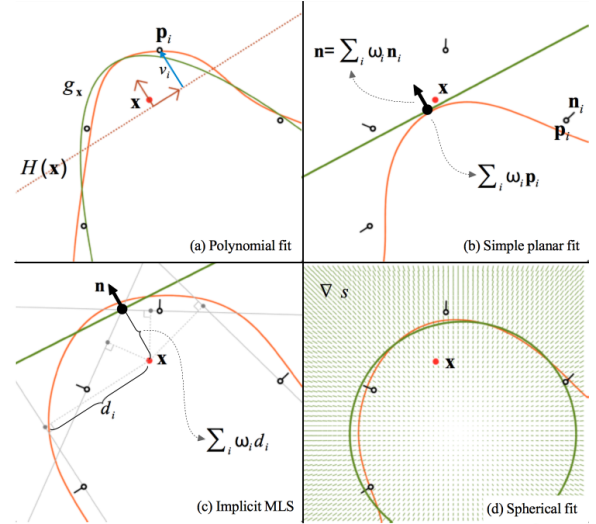 p_i
v_i
g_x
x
H(x)
(a) Polynomial fit
n=∑_i ω_i n_i
x
n_i
p_i
∑_i ω_i p_i
(b) Simple planar fit
n
x
d_i
∑_i ω_i d_i
(c) Implicit MLS
∇ s
x
(d) Spherical fit